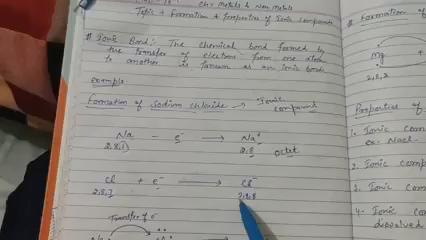 Ch: Metals & Non Metals
Topic + Formation & Properties of Ionic Compounds
# Ionic Bond: The chemical bond formed by
the transfer of electrons from one atom
to another is known as an ionic bond
Example:
Formation of Sodium chloride → Ionic
compound
Na – e⁻ → Na⁺
2,8,1 2,8 octet
Cl + e⁻ → Cl⁻
2,8,7 2,8,8
Transfer of e⁻
# Formation of
Mg +
2,8,2
Properties of
1. Ionic com
ex- NaCl
2. Ionic comp
3. Ionic com
4- Ionic co
dissolved